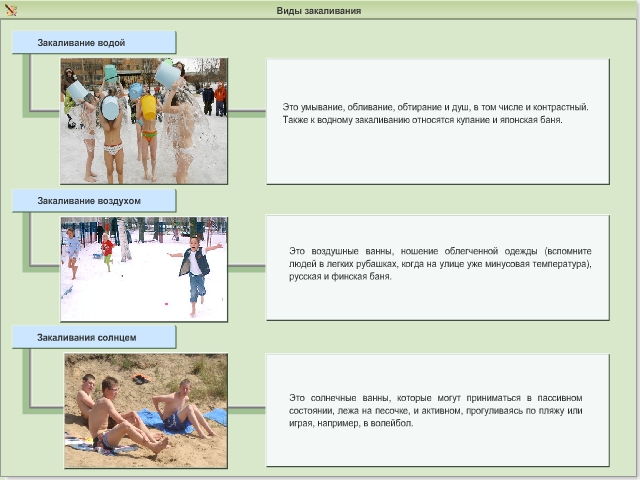 Виды закаливания
Закаливание водой
Это умывание, обливание, обтирание и душ, в том числе и контрастный.
Также к водному закаливанию относятся купание и японская баня.
Закаливание воздухом
Это воздушные ванны, ношение облегченной одежды (вспомните
людей в легких рубашках, когда на улице уже минусовая температура),
русская и финская баня.
Закаливания солнцем
Это солнечные ванны, которые могут приниматься в пассивном
состоянии, лежа на песочке, и активном, прогуливаясь по пляжу или
играя, например, в волейбол.